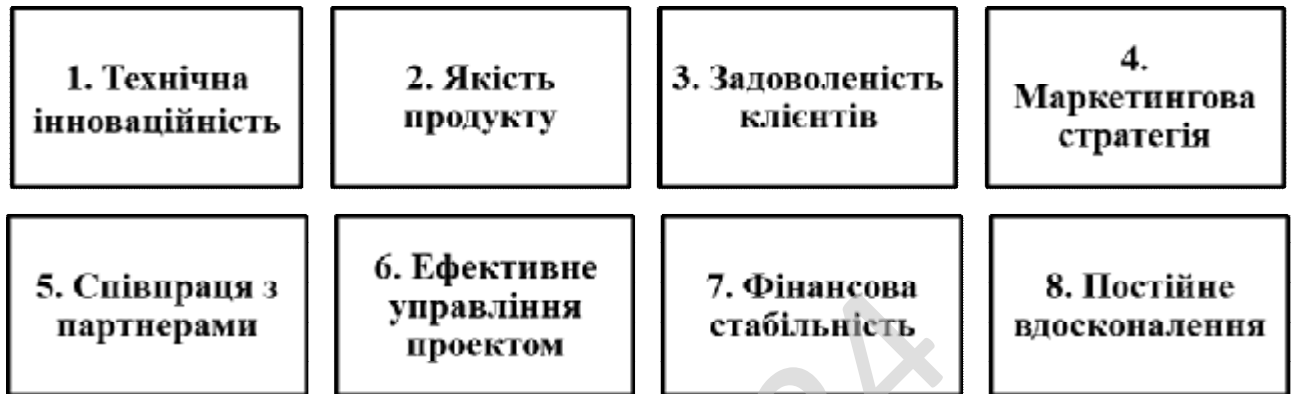 1. Технічна
інноваційність
2. Якість
продукту
3. Задоволеність
клієнтів
4.
Маркетингова
стратегія
5. Співпраця з
партнерами
6. Ефективне
управління
проектом
7. Фінансова
стабільність
8. Постійне
вдосконалення